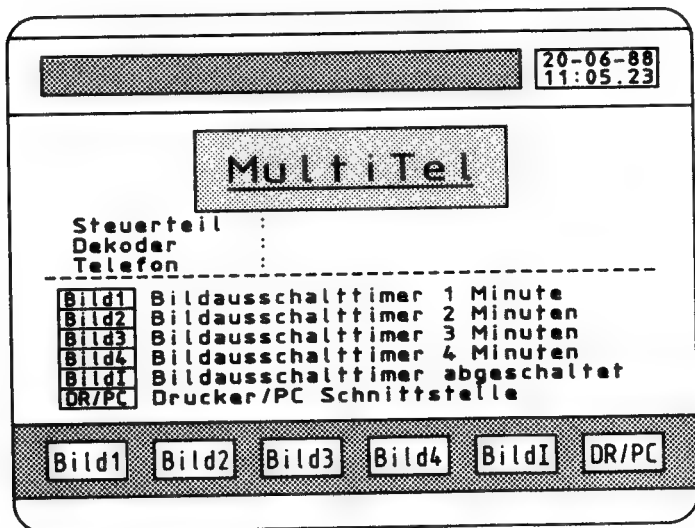 20-06-88
11:05.23
MultiTel
Steuerteil :
Dekoder :
Telefon :
Bild1 Bildausschalttimer 1 Minute
Bild2 Bildausschalttimer 2 Minuten
Bild3 Bildausschalttimer 3 Minuten
Bild4 Bildausschalttimer 4 Minuten
BildI Bildausschalttimer abgeschaltet
DR/PC Drucker/PC Schnittstelle
Bild1 Bild2 Bild3 Bild4 BildI DR/PC